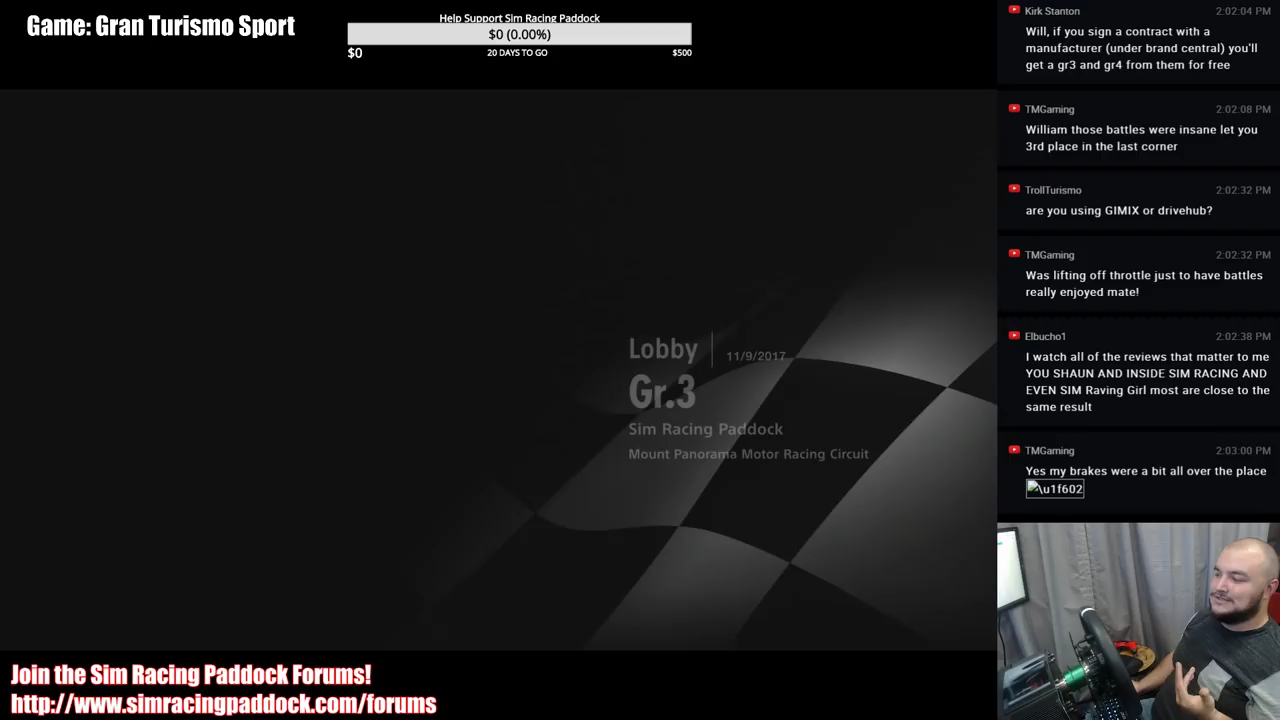 Game: Gran Turismo Sport
Help Support Sim Racing Paddock
$0 (0.00%)
$0
20 DAYS TO GO
$500
Lobby
11/9/2017
Gr.3
Sim Racing Paddock
Mount Panorama Motor Racing Circuit
Join the Sim Racing Paddock Forums!
http://www.simracingpaddock.com/forums
Kirk Stanton
2:02:04 PM
Will, if you sign a contract with a
manufacturer (under brand central) you'll
get a gr3 and gr4 from them for free
TMGaming
2:02:08 PM
William those battles were insane let you
3rd place in the last corner
TrollTurismo
2:02:32 PM
are you using GIMIX or drivehub?
TMGaming
2:02:32 PM
Was lifting off throttle just to have battles
really enjoyed mate!
Elbucho1
2:02:38 PM
I watch all of the reviews that matter to me
YOU SHAUN AND INSIDE SIM RACING AND
EVEN SIM Raving Girl most are close to the
same result
TMGaming
2:03:00 PM
Yes my brakes were a bit all over the place
\u1f602